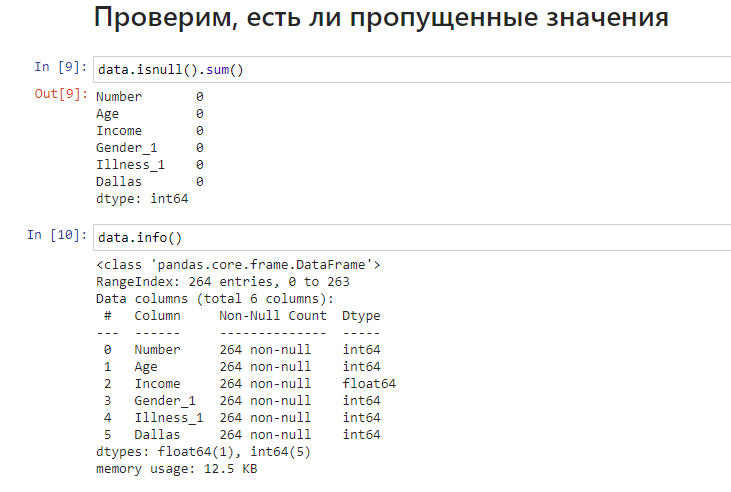 Проверим, есть ли пропущенные значения
In [9]: data.isnull().sum()
Out[9]: Number       0
Age          0
Income       0
Gender_1     0
Illness_1    0
Dallas       0
dtype: int64
In [10]: data.info()
<class 'pandas.core.frame.DataFrame'>
RangeIndex: 264 entries, 0 to 263
Data columns (total 6 columns):
 #   Column     Non-Null Count  Dtype
---  ------     --------------  -----
 0   Number     264 non-null    int64
 1   Age        264 non-null    int64
 2   Income     264 non-null    float64
 3   Gender_1   264 non-null    int64
 4   Illness_1  264 non-null    int64
 5   Dallas     264 non-null    int64
dtypes: float64(1), int64(5)
memory usage: 12.5 KB